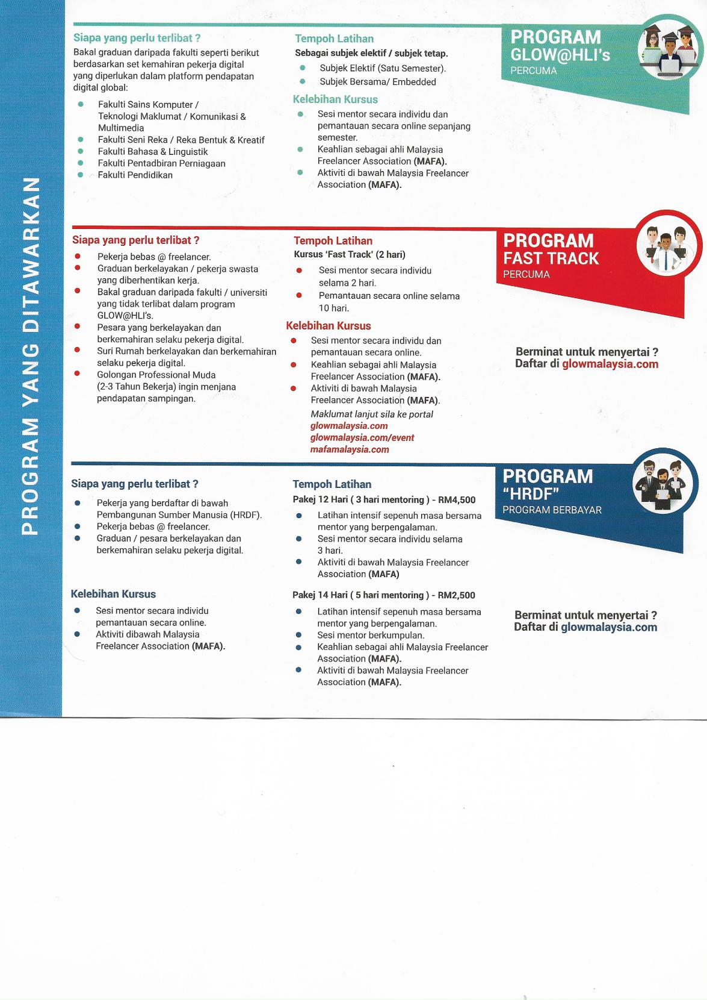 PROGRAM YANG DITAWARKAN
Siapa yang perlu terlibat ?
Bakal graduan daripada fakulti seperti berikut
berdasarkan set kemahiran pekerja digital
yang diperlukan dalam platform pendapatan
digital global:
Fakulti Sains Komputer /
Teknologi Maklumat / Komunikasi &
Multimedia
Fakulti Seni Reka / Reka Bentuk & Kreatif
Fakulti Bahasa & Linguistik
Fakulti Pentadbiran Perniagaan
Fakulti Pendidikan
Tempoh Latihan
Sebagai subjek elektif / subjek tetap.
Subjek Elektif (Satu Semester).
Subjek Bersama/ Embedded
Kelebihan Kursus
Sesi mentor secara individu dan
pemantauan secara online sepanjang
semester.
Keahlian sebagai ahli Malaysia
Freelancer Association (MAFA).
Aktiviti di bawah Malaysia Freelancer
Association (MAFA).
PROGRAM
GLOW@HLI's
PERCUMA
Siapa yang perlu terlibat ?
Pekerja bebas @ freelancer.
Graduan berkelayakan / pekerja swasta
yang diberhentikan kerja.
Bakal graduan daripada fakulti / universiti
yang tidak terlibat dalam program
GLOW@HLI's.
Pesara yang berkelayakan dan
berkemahiran selaku pekerja digital.
Suri Rumah berkelayakan dan berkemahiran
selaku pekerja digital.
Golongan Professional Muda
(2-3 Tahun Bekerja) ingin menjana
pendapatan sampingan.
Tempoh Latihan
Kursus 'Fast Track' (2 hari)
Sesi mentor secara individu
selama 2 hari.
Pemantauan secara online selama
10 hari.
Kelebihan Kursus
Sesi mentor secara individu dan
pemantauan secara online.
Keahlian sebagai ahli Malaysia
Freelancer Association (MAFA).
Aktiviti di bawah Malaysia
Freelancer Association (MAFA).
Maklumat lanjut sila ke portal
glowmalaysia.com
glowmalaysia.com/event
mafamalaysia.com
PROGRAM
FAST TRACK
PERCUMA
Berminat untuk menyertai ?
Daftar di glowmalaysia.com
Siapa yang perlu terlibat ?
Pekerja yang berdaftar di bawah
Pembangunan Sumber Manusia (HRDF).
Pekerja bebas @ freelancer.
Graduan / pesara berkelayakan dan
berkemahiran selaku pekerja digital.
Kelebihan Kursus
Sesi mentor secara individu
pemantauan secara online.
Aktiviti dibawah Malaysia
Freelancer Association (MAFA).
Tempoh Latihan
Pakej 12 Hari ( 3 hari mentoring ) - RM4,500
Latihan intensif sepenuh masa bersama
mentor yang berpengalaman.
Sesi mentor secara individu selama
3 hari.
Aktiviti di bawah Malaysia Freelancer
Association (MAFA)
Pakej 14 Hari ( 5 hari mentoring ) - RM2,500
Latihan intensif sepenuh masa bersama
mentor yang berpengalaman.
Sesi mentor berkumpulan.
Keahlian sebagai ahli Malaysia Freelancer
Association (MAFA).
Aktiviti di bawah Malaysia Freelancer
Association (MAFA).
PROGRAM
“HRDF”
PROGRAM BERBAYAR
Berminat untuk menyertai ?
Daftar di glowmalaysia.com